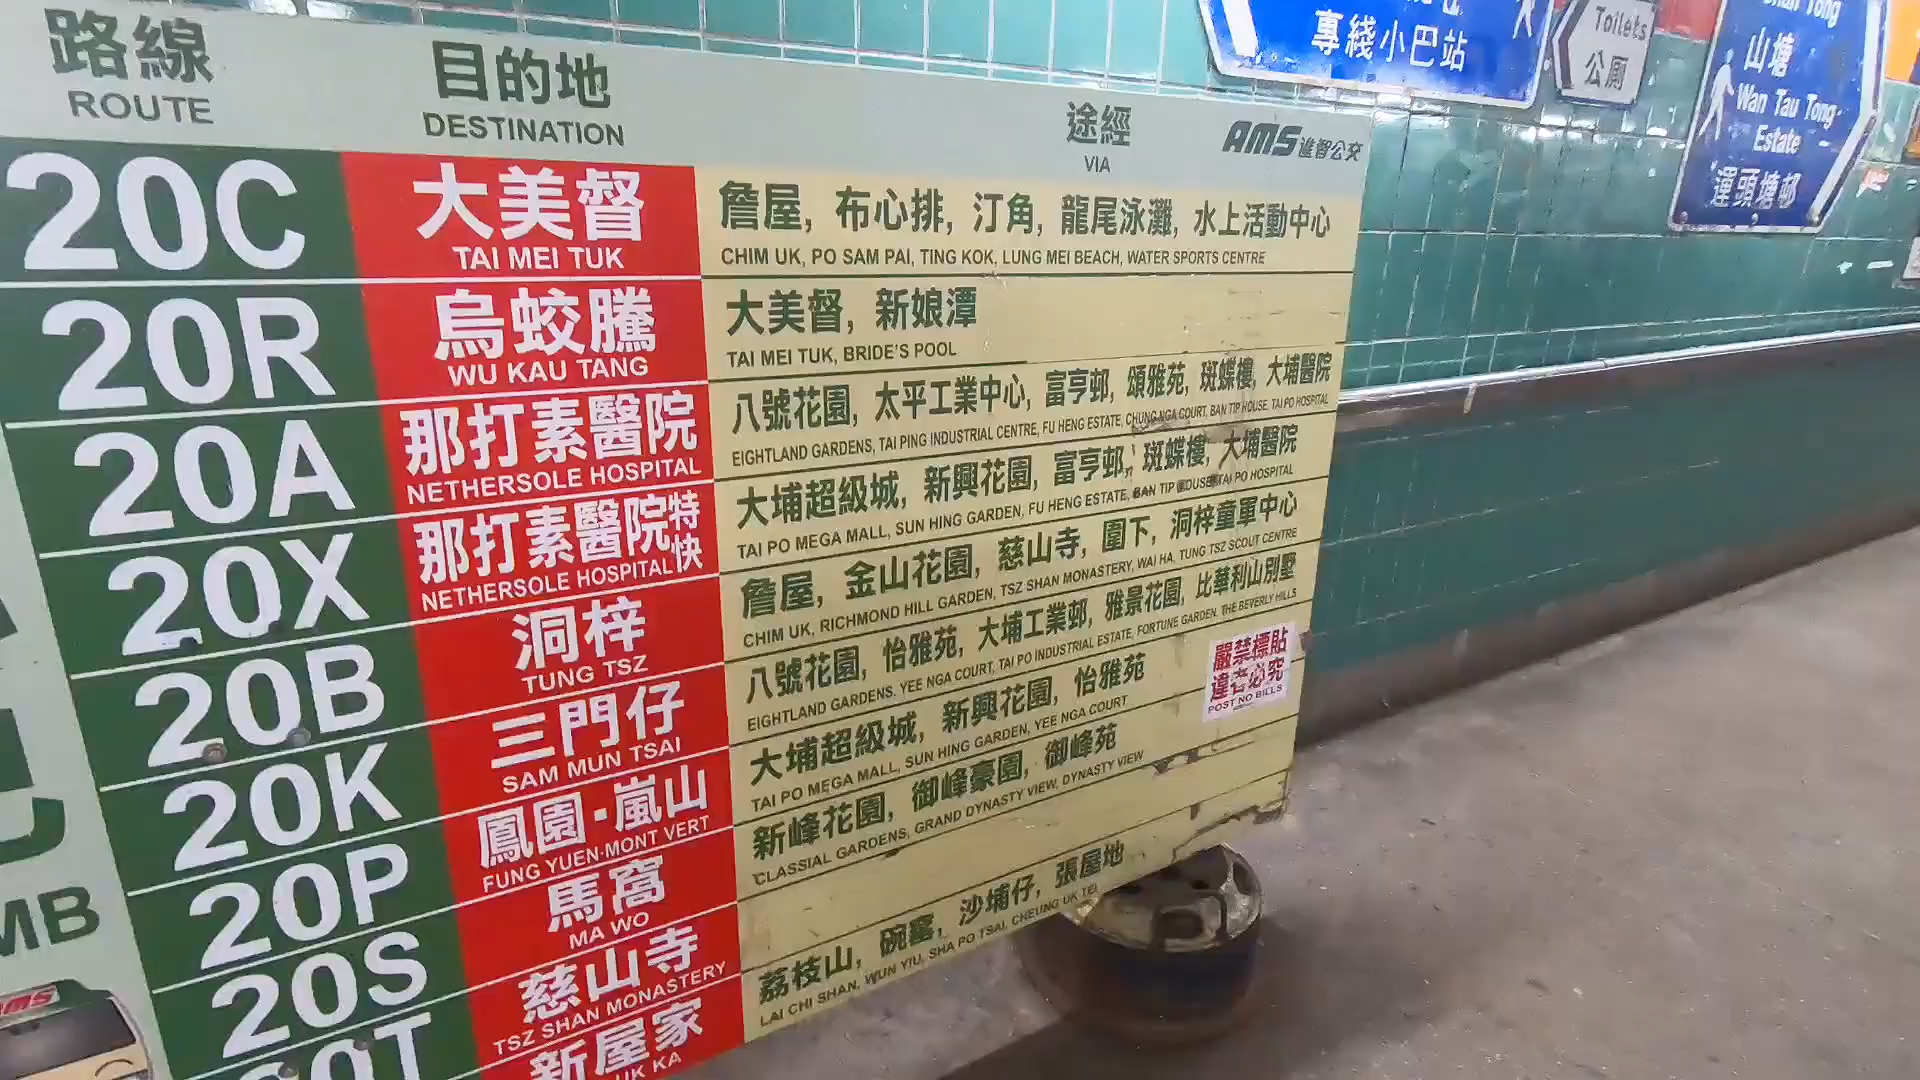 路線
ROUTE
目的地
DESTINATION
途經
VIA
AMS 進智公交
20C
大美督
TAI MEI TUK
詹屋, 布心排, 汀角, 龍尾泳灘, 水上活動中心
CHIM UK, PO SAM PAI, TING KOK, LUNG MEI BEACH, WATER SPORTS CENTRE
20R
烏蛟騰
WU KAU TANG
大美督, 新娘潭
TAI MEI TUK, BRIDE'S POOL
20A
那打素醫院
NETHERSOLE HOSPITAL
八號花園, 太平工業中心, 富亨邨, 頌雅苑, 斑蝶樓, 大埔醫院
EIGHTLAND GARDENS, TAI PING INDUSTRIAL CENTRE, FU HENG ESTATE, CHUNG NGA COURT, BAN TIP HOUSE, TAI PO HOSPITAL
20X
那打素醫院特快
NETHERSOLE HOSPITAL
大埔超級城, 新興花園, 富亨邨, 斑蝶樓, 大埔醫院
TAI PO MEGA MALL, SUN HING GARDEN, FU HENG ESTATE, BAN TIP HOUSE, TAI PO HOSPITAL
20B
洞梓
TUNG TSZ
詹屋, 金山花園, 慈山寺, 圍下, 洞梓童軍中心
CHIM UK, RICHMOND HILL GARDEN, TSZ SHAN MONASTERY, WAI HA, TUNG TSZ SCOUT CENTRE
20K
三門仔
SAM MUN TSAI
八號花園, 怡雅苑, 大埔工業邨, 雅景花園, 比華利山別墅
EIGHTLAND GARDENS, YEE NGA COURT, TAI PO INDUSTRIAL ESTATE, FORTUNE GARDEN, THE BEVERLY HILLS
20P
鳳園·嵐山
FUNG YUEN-MONT VERT
大埔超級城, 新興花園, 怡雅苑
TAI PO MEGA MALL, SUN HING GARDEN, YEE NGA COURT
20S
馬窩
MA WO
新峰花園, 御峰豪園, 御峰苑
CLASSIAL GARDENS, GRAND DYNASTY VIEW, DYNASTY VIEW
慈山寺
TSZ SHAN MONASTERY
新屋家
UK KA
荔枝山, 碗窰, 沙埔仔, 張屋地
LAI CHI SHAN, WUN YIU, SHA PO TSAI, CHEUNG UK TEI
嚴禁標貼
違者必究
POST NO BILLS
MB
AMS
專綫小巴站
Toilets
公廁
Tong
山塘
Wan Tau Tong
Estate
運頭塘邨